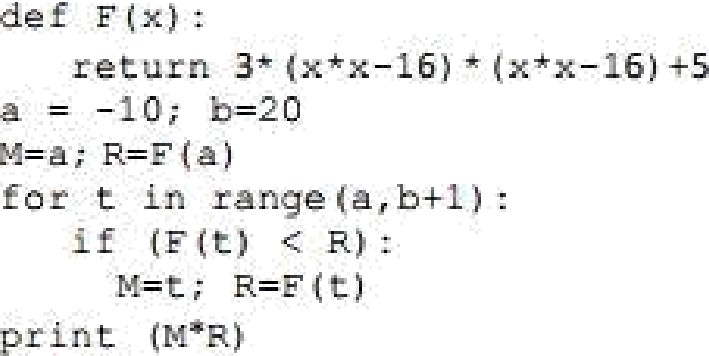 def F(x):
    return 3*(x*x-16)*(x*x-16)+5
a = -10; b=20
M=a; R=F(a)
for t in range(a,b+1):
    if (F(t) < R):
      M=t; R=F(t)
print (M*R)